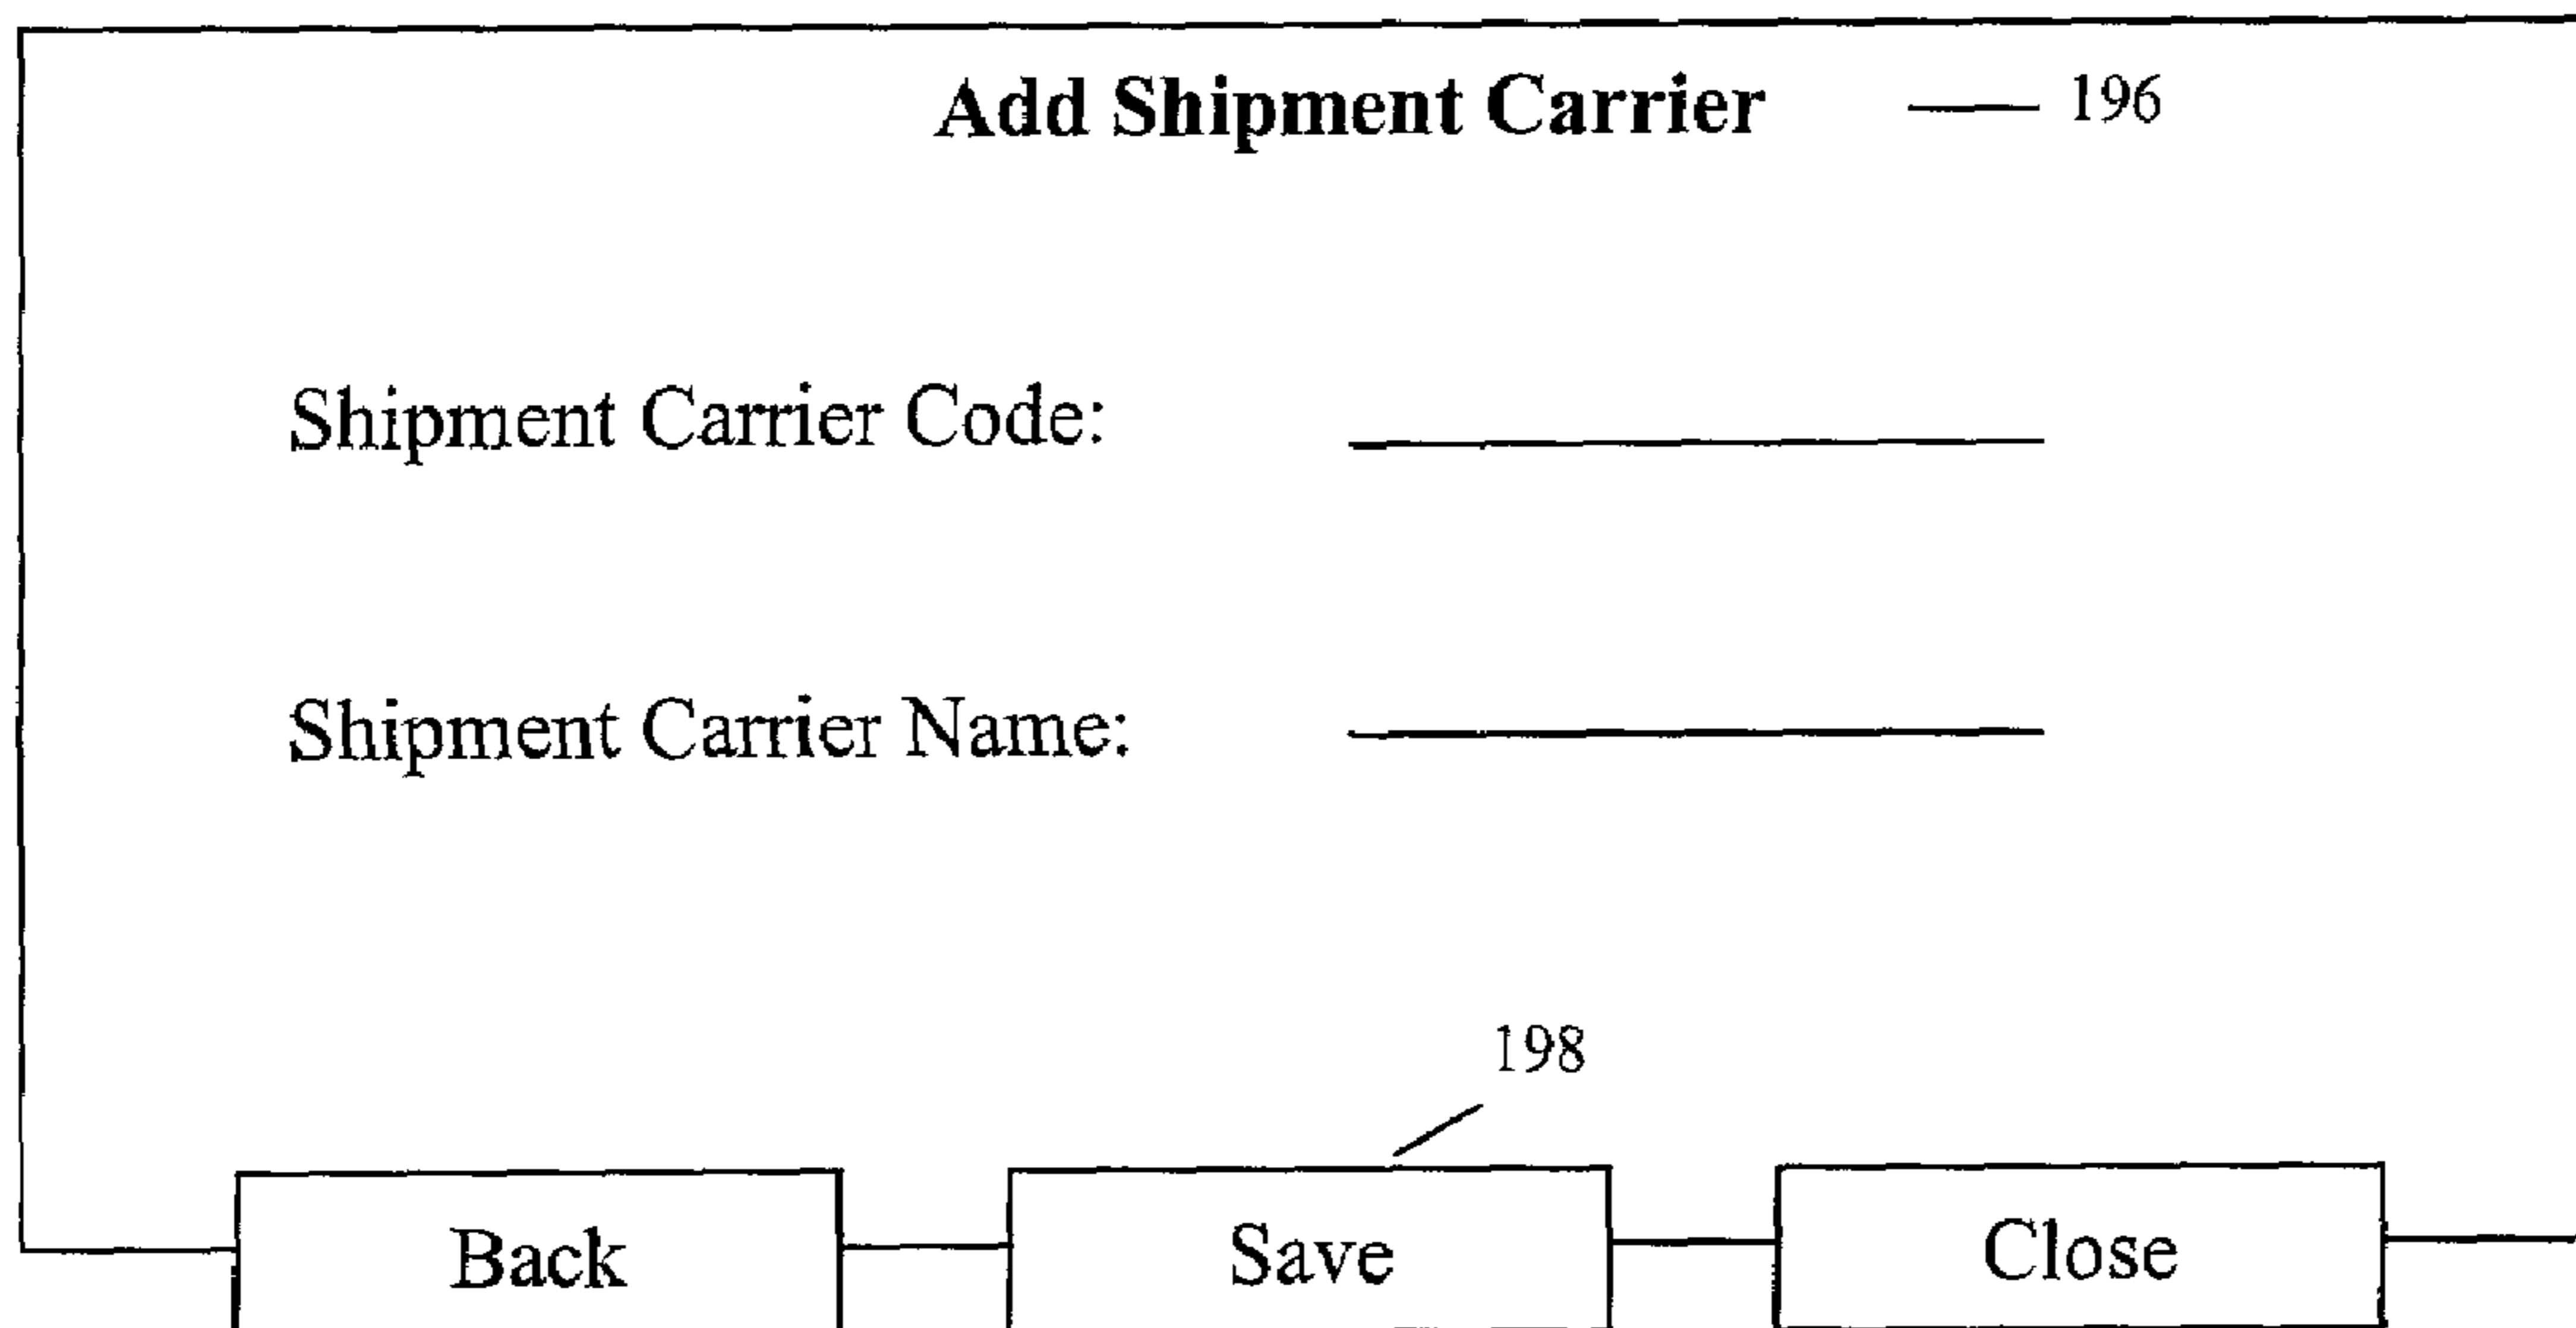 Add Shipment Carrier 196
Shipment Carrier Code:
Shipment Carrier Name:
198
Back Save Close